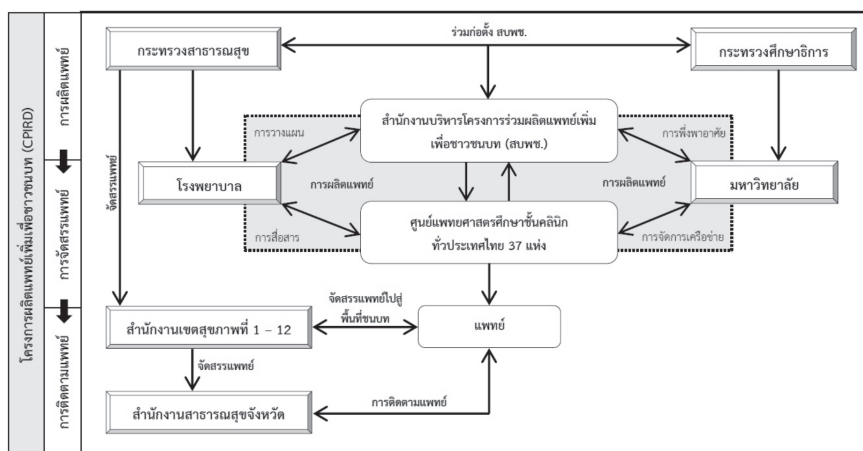 โครงการผลิตแพทย์เพิ่มเพื่อชาวชนบท (CPIRD)
การผลิตแพทย์
การจัดสรรแพทย์
การติดตามแพทย์
กระทรวงสาธารณสุข
ร่วมก่อตั้ง สบพช.
กระทรวงศึกษาธิการ
สำนักงานบริหารโครงการร่วมผลิตแพทย์เพิ่ม
เพื่อชาวชนบท (สบพช.)
การวางแผน
การพึ่งพาอาศัย
จัดสรรแพทย์
โรงพยาบาล
การผลิตแพทย์
การผลิตแพทย์
มหาวิทยาลัย
ศูนย์แพทยศาสตรศึกษาชั้นคลินิก
ทั่วประเทศไทย 37 แห่ง
การสื่อสาร
การจัดการเครือข่าย
สำนักงานเขตสุขภาพที่ 1 – 12
จัดสรรแพทย์ไปสู่
พื้นที่ชนบท
แพทย์
จัดสรรแพทย์
สำนักงานสาธารณสุขจังหวัด
การติดตามแพทย์